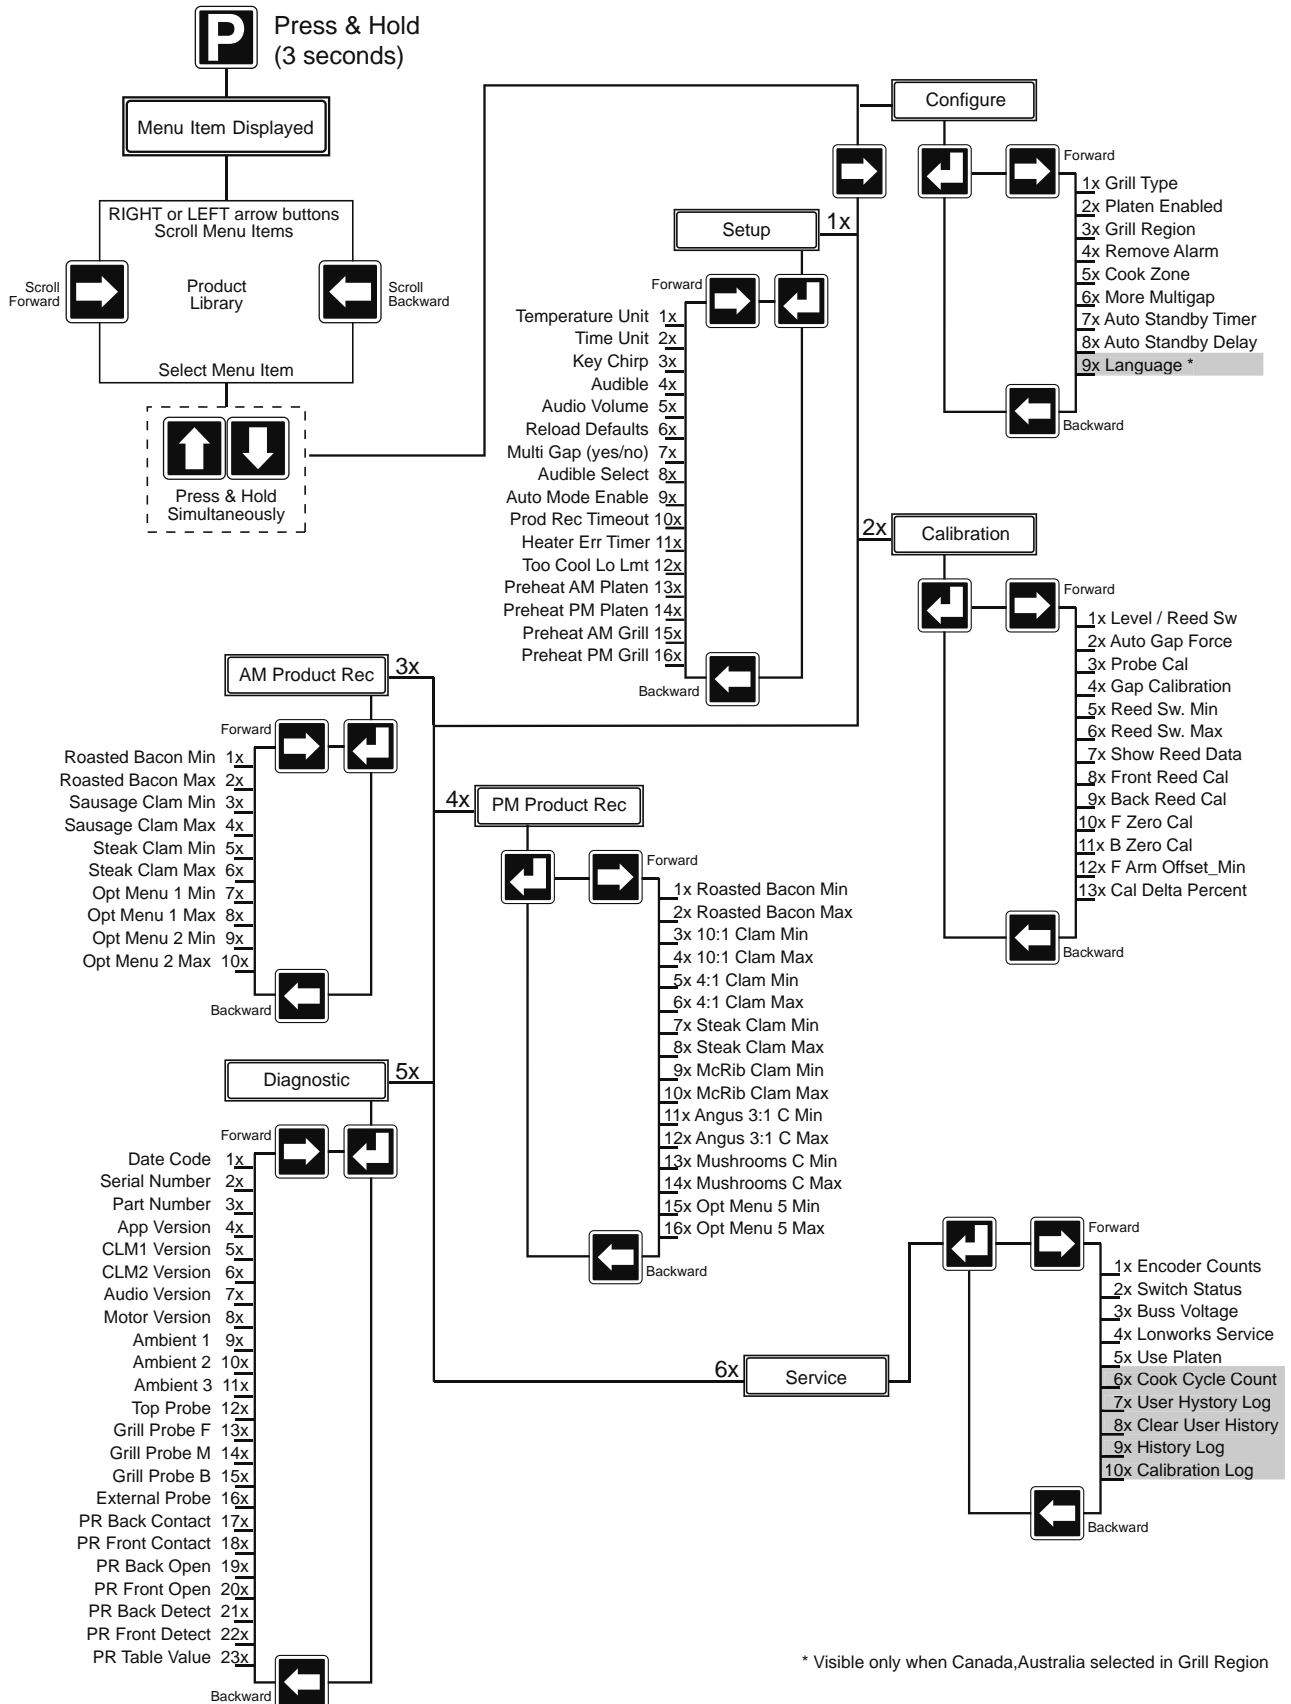 P
Press & Hold
(3 seconds)
Menu Item Displayed
RIGHT or LEFT arrow buttons
Scroll Menu Items
Scroll
Forward
Product
Library
Scroll
Backward
Select Menu Item
Press & Hold
Simultaneously
Configure
Forward
1x Grill Type
2x Platen Enabled
3x Grill Region
4x Remove Alarm
5x Cook Zone
6x More Multigap
7x Auto Standby Timer
8x Auto Standby Delay
9x Language *
Backward
Setup
1x
Forward
Temperature Unit 1x
Time Unit 2x
Key Chirp 3x
Audible 4x
Audio Volume 5x
Reload Defaults 6x
Multi Gap (yes/no) 7x
Audible Select 8x
Auto Mode Enable 9x
Prod Rec Timeout 10x
Heater Err Timer 11x
Too Cool Lo Lmt 12x
Preheat AM Platen 13x
Preheat PM Platen 14x
Preheat AM Grill 15x
Preheat PM Grill 16x
Backward
2x
Calibration
Forward
1x Level / Reed Sw
2x Auto Gap Force
3x Probe Cal
4x Gap Calibration
5x Reed Sw. Min
6x Reed Sw. Max
7x Show Reed Data
8x Front Reed Cal
9x Back Reed Cal
10x F Zero Cal
11x B Zero Cal
12x F Arm Offset_Min
13x Cal Delta Percent
Backward
AM Product Rec
3x
Forward
Roasted Bacon Min 1x
Roasted Bacon Max 2x
Sausage Clam Min 3x
Sausage Clam Max 4x
Steak Clam Min 5x
Steak Clam Max 6x
Opt Menu 1 Min 7x
Opt Menu 1 Max 8x
Opt Menu 2 Min 9x
Opt Menu 2 Max 10x
Backward
4x
PM Product Rec
Forward
1x Roasted Bacon Min
2x Roasted Bacon Max
3x 10:1 Clam Min
4x 10:1 Clam Max
5x 4:1 Clam Min
6x 4:1 Clam Max
7x Steak Clam Min
8x Steak Clam Max
9x McRib Clam Min
10x McRib Clam Max
11x Angus 3:1 C Min
12x Angus 3:1 C Max
13x Mushrooms C Min
14x Mushrooms C Max
15x Opt Menu 5 Min
16x Opt Menu 5 Max
Backward
Diagnostic
5x
Forward
Date Code 1x
Serial Number 2x
Part Number 3x
App Version 4x
CLM1 Version 5x
CLM2 Version 6x
Audio Version 7x
Motor Version 8x
Ambient 1 9x
Ambient 2 10x
Ambient 3 11x
Top Probe 12x
Grill Probe F 13x
Grill Probe M 14x
Grill Probe B 15x
External Probe 16x
PR Back Contact 17x
PR Front Contact 18x
PR Back Open 19x
PR Front Open 20x
PR Back Detect 21x
PR Front Detect 22x
PR Table Value 23x
Backward
6x
Service
Forward
1x Encoder Counts
2x Switch Status
3x Buss Voltage
4x Lonworks Service
5x Use Platen
6x Cook Cycle Count
7x User Hystory Log
8x Clear User History
9x History Log
10x Calibration Log
Backward
* Visible only when Canada,Australia selected in Grill Region